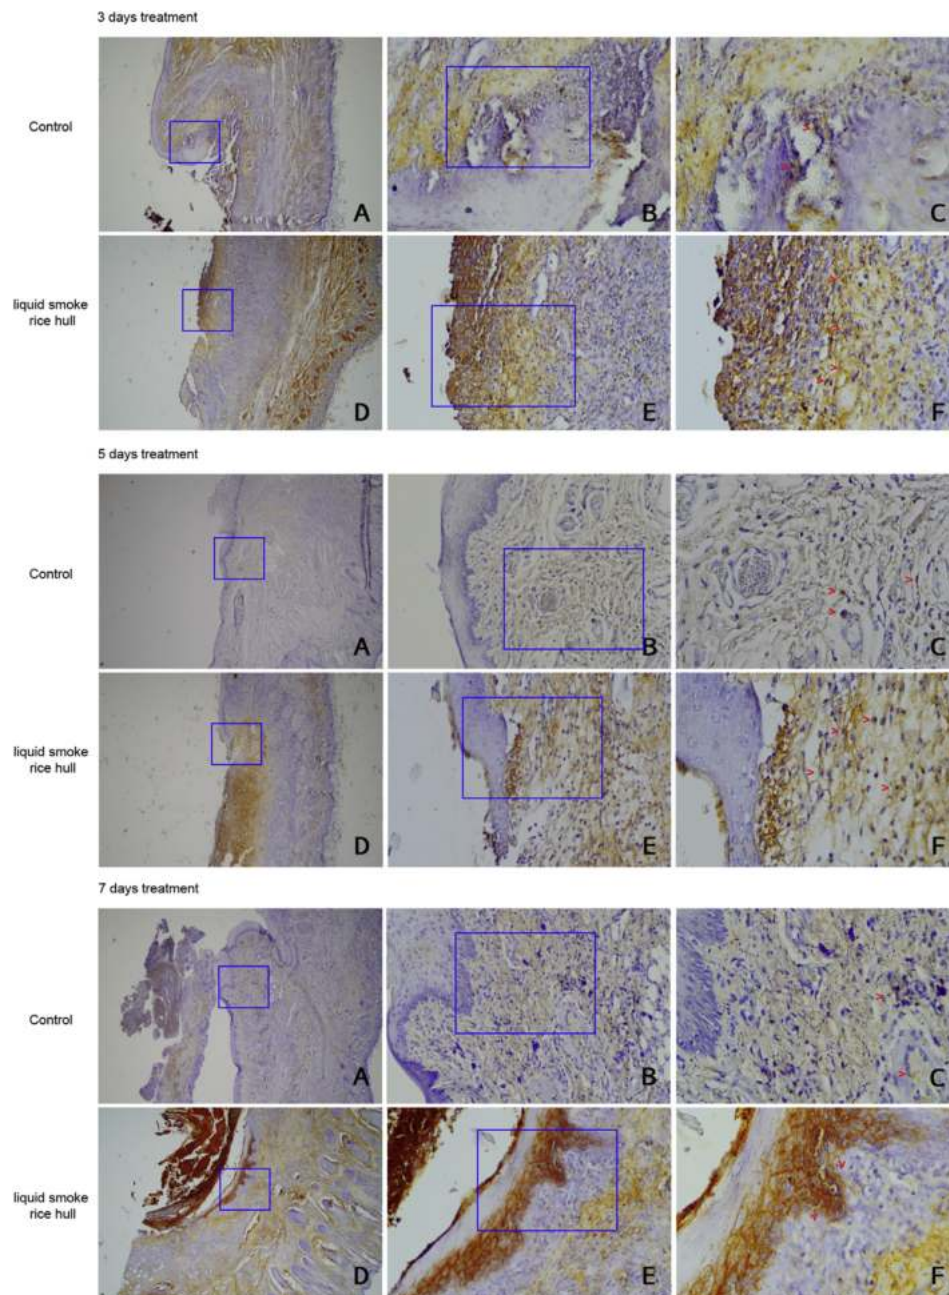 3 days treatment
Control
A
B
C
liquid smoke
rice hull
D
E
F
5 days treatment
Control
A
B
C
liquid smoke
rice hull
D
E
F
7 days treatment
Control
A
B
C
liquid smoke
rice hull
D
E
F